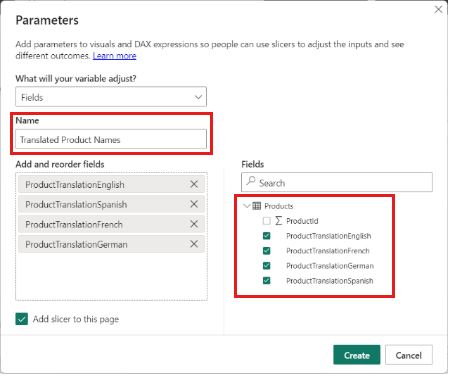 Parameters
Add parameters to visuals and DAX expressions so people can use slicers to adjust the inputs and see
different outcomes. Learn more
What will your variable adjust?
Fields
Name
Translated Product Names
Add and reorder fields
ProductTranslationEnglish
ProductTranslationSpanish
ProductTranslationFrench
ProductTranslationGerman
Add slicer to this page
Fields
Search
Products
ProductId
ProductTranslationEnglish
ProductTranslationFrench
ProductTranslationGerman
ProductTranslationSpanish
Create
Cancel